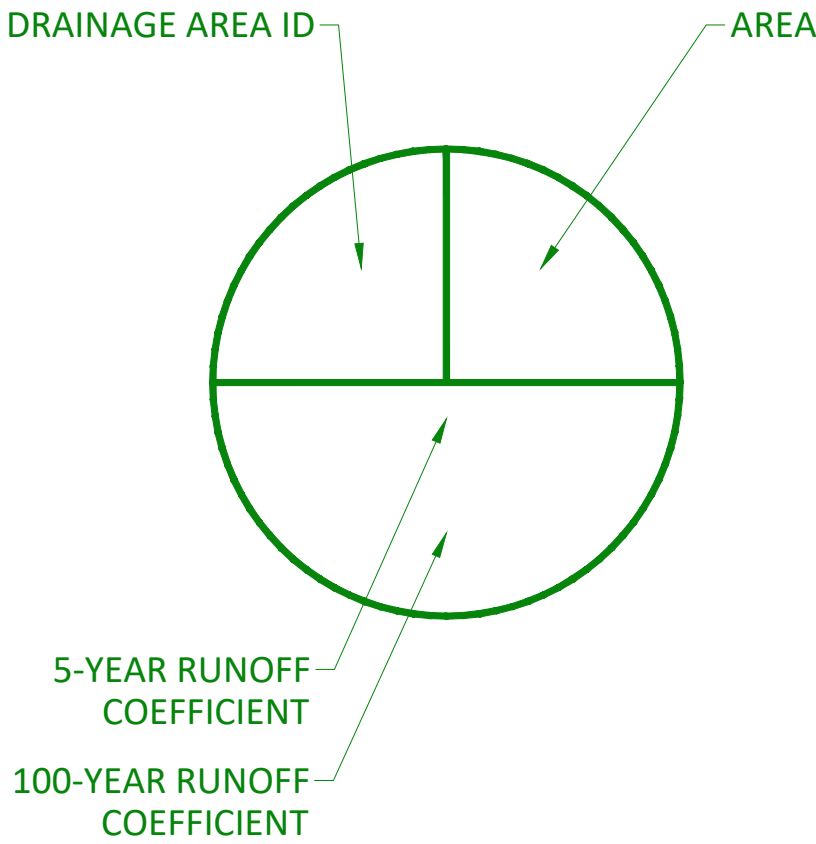 DRAINAGE AREA ID
AREA
5-YEAR RUNOFF
COEFFICIENT
100-YEAR RUNOFF
COEFFICIENT